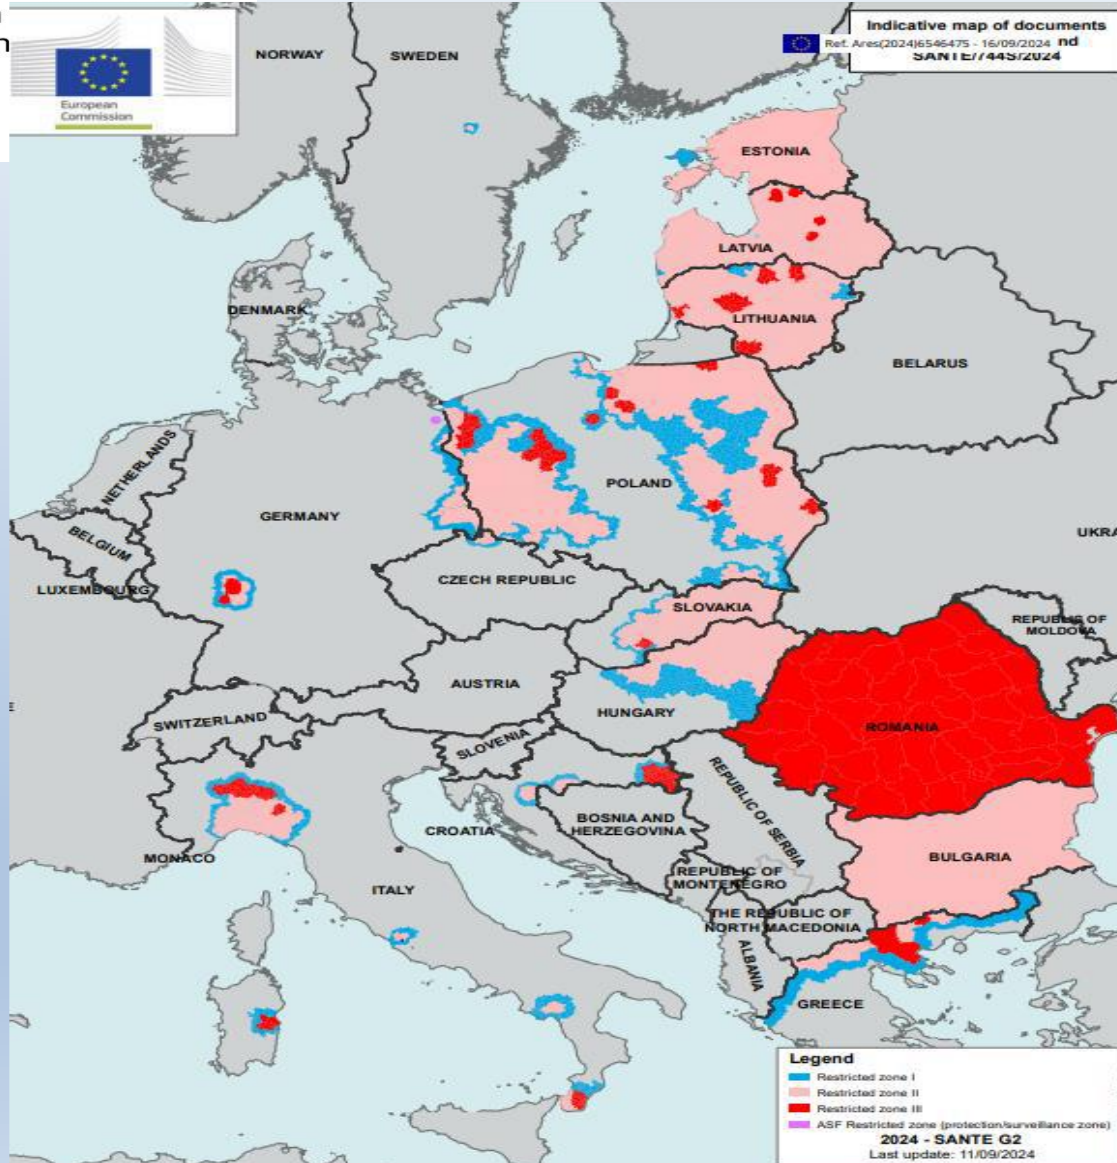 Indicative map of documents
Ref. Ares(2024)6546475 - 16/09/2024 nd
SANTE/7445/2024
European
Commission
NORWAY
SWEDEN
ESTONIA
LATVIA
DENMARK
LITHUANIA
BELARUS
NETHERLANDS
POLAND
GERMANY
BELGIUM
UKRA
LUXEMBOURG
CZECH REPUBLIC
SLOVAKIA
REPUBLIC OF
MOLDOVA
AUSTRIA
SWITZERLAND
HUNGARY
ROMANIA
SLOVENIA
REPUBLIC OF SERBIA
BOSNIA AND
HERZEGOVINA
CROATIA
MONACO
BULGARIA
ITALY
REPUBLIC OF
MONTENEGRO
THE REPUBLIC OF
NORTH MACEDONIA
ALBANIA
GREECE
Legend
Restricted zone I
Restricted zone II
Restricted zone III
ASF Restricted zone (protection/surveillance zone)
2024 - SANTE G2
Last update: 11/09/2024